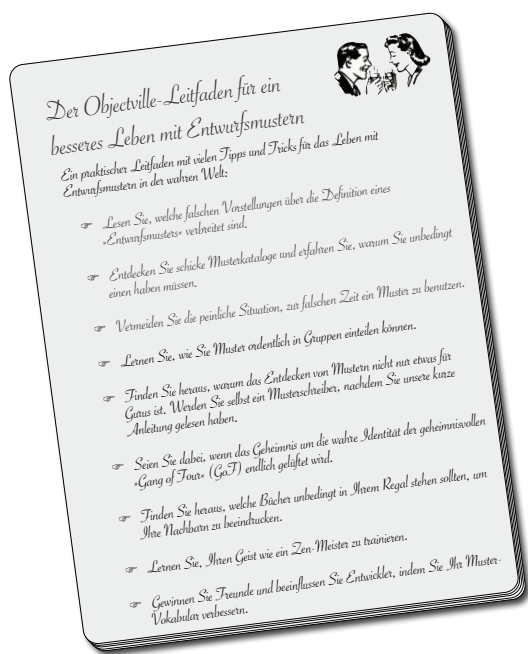 Der Objectville-Leitfaden für ein
besseres Leben mit Entwurfsmustern
Ein praktischer Leitfaden mit vielen Tipps und Tricks für das Leben mit
Entwurfsmustern in der wahren Welt:
☞ Lesen Sie, welche falschen Vorstellungen über die Definition eines
»Entwurfsmusters« verbreitet sind.
☞ Entdecken Sie schicke Musterkataloge und erfahren Sie, warum Sie unbedingt
einen haben müssen.
☞ Vermeiden Sie die peinliche Situation, zur falschen Zeit ein Muster zu benutzen.
☞ Lernen Sie, wie Sie Muster ordentlich in Gruppen einteilen können.
☞ Finden Sie heraus, warum das Entdecken von Mustern nicht nur etwas für
Gurus ist. Werden Sie selbst ein Musterschreiber, nachdem Sie unsere kurze
Anleitung gelesen haben.
☞ Seien Sie dabei, wenn das Geheimnis um die wahre Identität der geheimnisvollen
»Gang of Four« (GoF) endlich gelüftet wird.
☞ Finden Sie heraus, welche Bücher unbedingt in Ihrem Regal stehen sollten, um
Ihre Nachbarn zu beeindrucken.
☞ Lernen Sie, Ihren Geist wie ein Zen-Meister zu trainieren.
☞ Gewinnen Sie Freunde und beeinflussen Sie Entwickler, indem Sie Ihr Muster-
Vokabular verbessern.